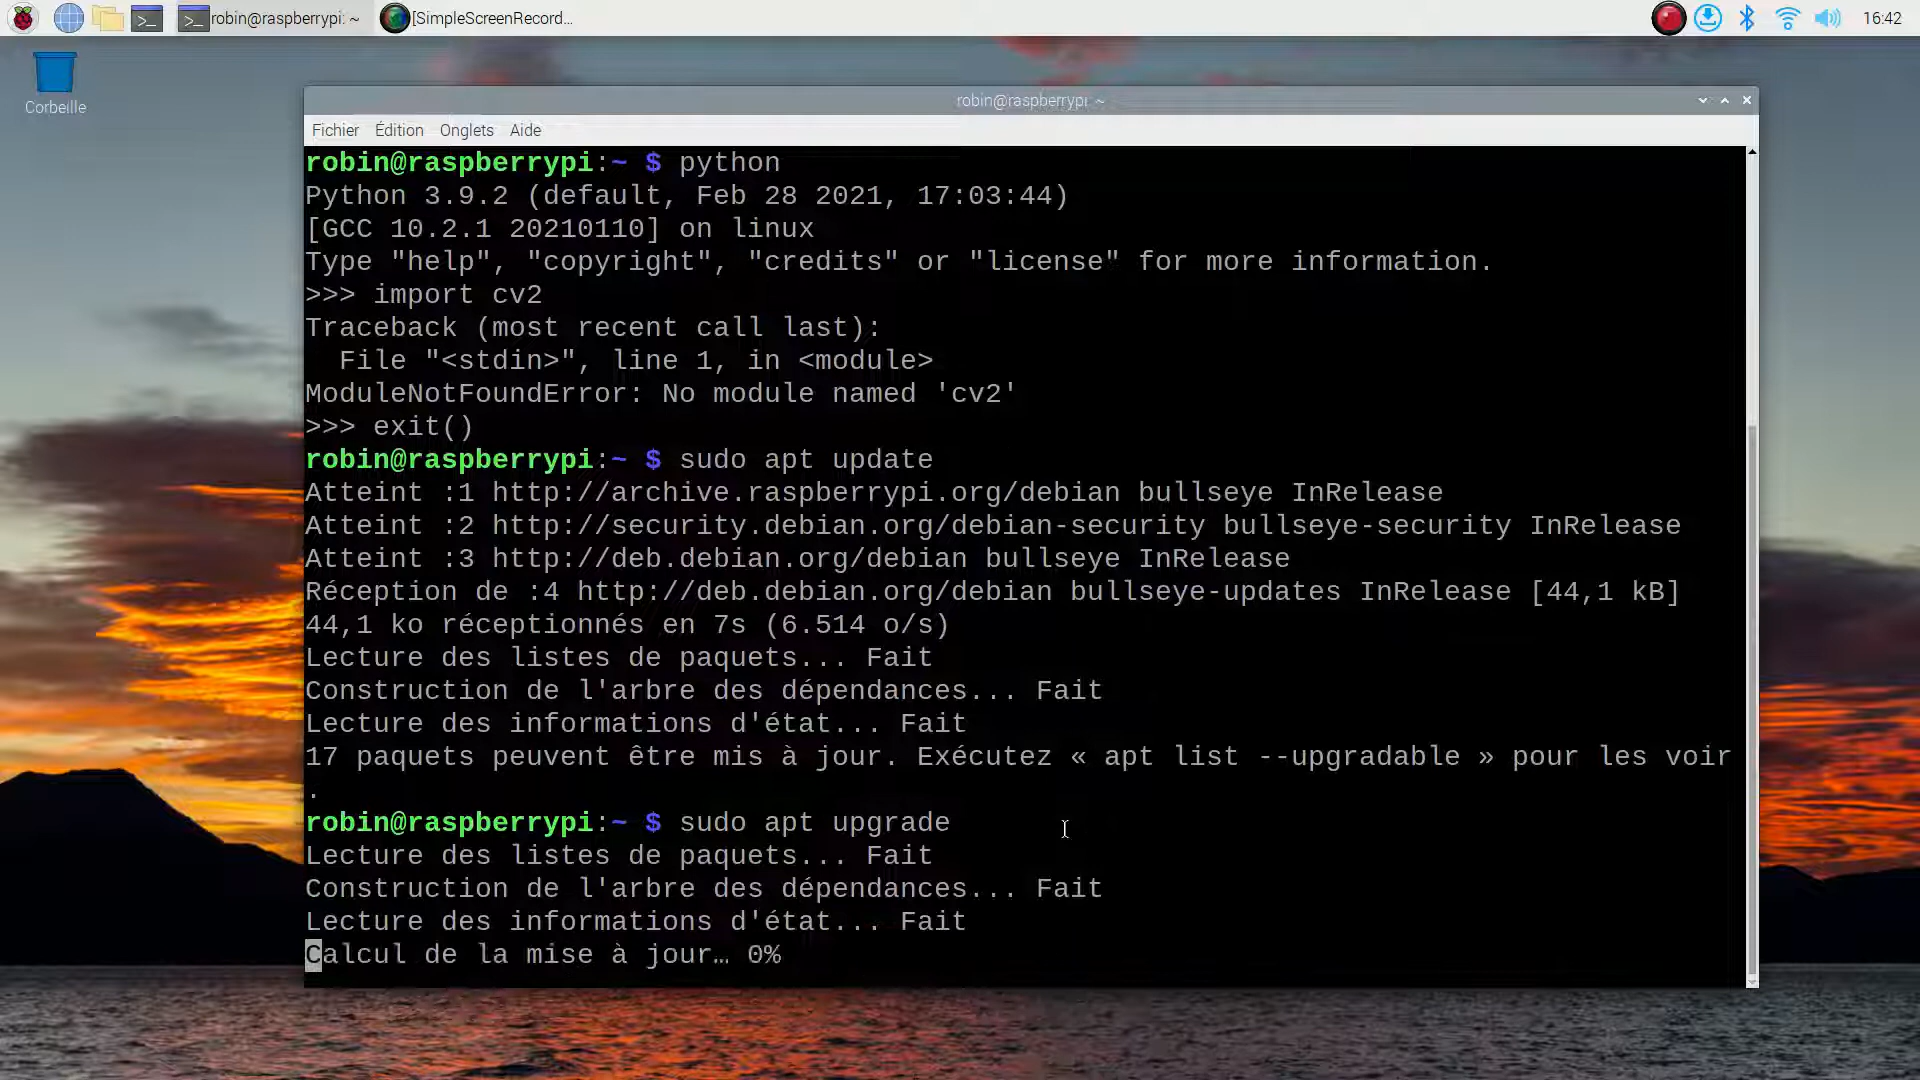 robin@raspberrypi: ~
[SimpleScreenRecord...
16:42
Corbeille
robin@raspberrypi: ~
Fichier Édition Onglets Aide
robin@raspberrypi:~ $ python
Python 3.9.2 (default, Feb 28 2021, 17:03:44)
[GCC 10.2.1 20210110] on linux
Type "help", "copyright", "credits" or "license" for more information.
>>> import cv2
Traceback (most recent call last):
  File "<stdin>", line 1, in <module>
ModuleNotFoundError: No module named 'cv2'
>>> exit()
robin@raspberrypi:~ $ sudo apt update
Atteint :1 http://archive.raspberrypi.org/debian bullseye InRelease
Atteint :2 http://security.debian.org/debian-security bullseye-security InRelease
Atteint :3 http://deb.debian.org/debian bullseye InRelease
Réception de :4 http://deb.debian.org/debian bullseye-updates InRelease [44,1 kB]
44,1 ko réceptionnés en 7s (6.514 o/s)
Lecture des listes de paquets... Fait
Construction de l'arbre des dépendances... Fait
Lecture des informations d'état... Fait
17 paquets peuvent être mis à jour. Exécutez « apt list --upgradable » pour les voir
.
robin@raspberrypi:~ $ sudo apt upgrade
Lecture des listes de paquets... Fait
Construction de l'arbre des dépendances... Fait
Lecture des informations d'état... Fait
Calcul de la mise à jour… 0%